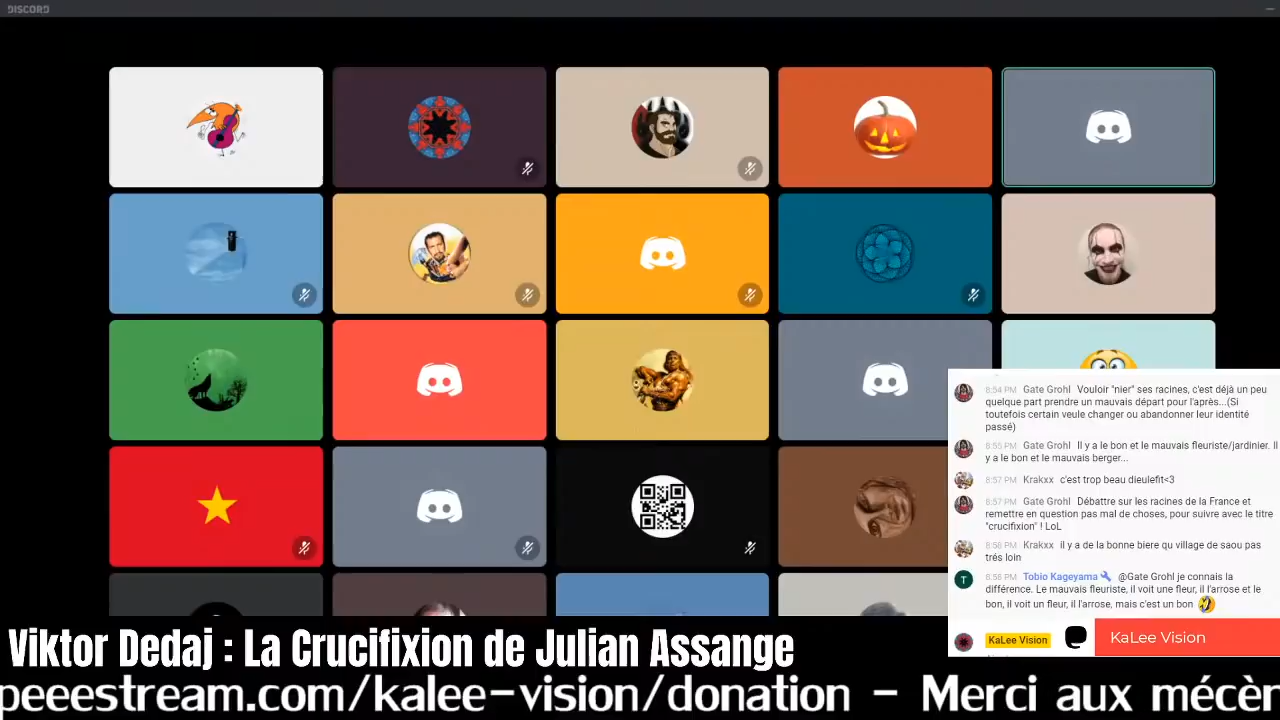 DISCORD
8:54 PM Gate Grohl Vouloir "nier" ses racines, c'est déjà un peu
quelque part prendre un mauvais départ pour l'après...(Si
toutefois certain veule changer ou abandonner leur identité
passé)
8:55 PM Gate Grohl Il y a le bon et le mauvais fleuriste/jardinier. Il
y a le bon et le mauvais berger...
8:57 PM Krakxx c'est trop beau dieulefit<3
8:57 PM Gate Grohl Débattre sur les racines de la France et
remettre en question pas mal de choses, pour suivre avec le titre
"crucifixion" ! LoL
8:58 PM Krakxx il y a de la bonne biere qu village de saou pas
trés loin
T 8:58 PM Tobio Kageyama @Gate Grohl je connais la
différence. Le mauvais fleuriste, il voit une fleur, il l'arrose et le
bon, il voit un fleur, il l'arrose, mais c'est un bon 🤣
KaLee Vision
KaLee Vision
Viktor Dedaj : La Crucifixion de Julian Assange
peeestream.com/kalee-vision/donation - Merci aux mécèn